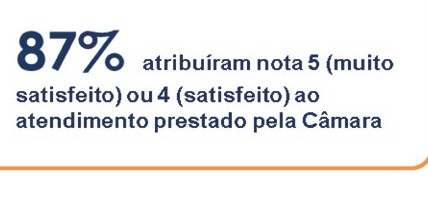 87% atribuíram nota 5 (muito
satisfeito) ou 4 (satisfeito) ao
atendimento prestado pela Câmara